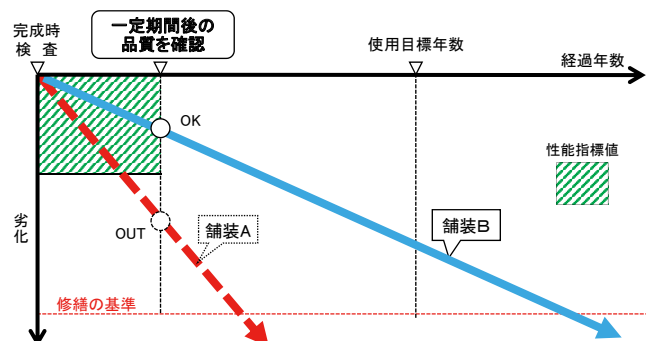 完成時
検 査
一定期間後の
品質を確認
使用目標年数
経過年数
OK
性能指標値
劣化
OUT
舗装A
舗装B
修繕の基準